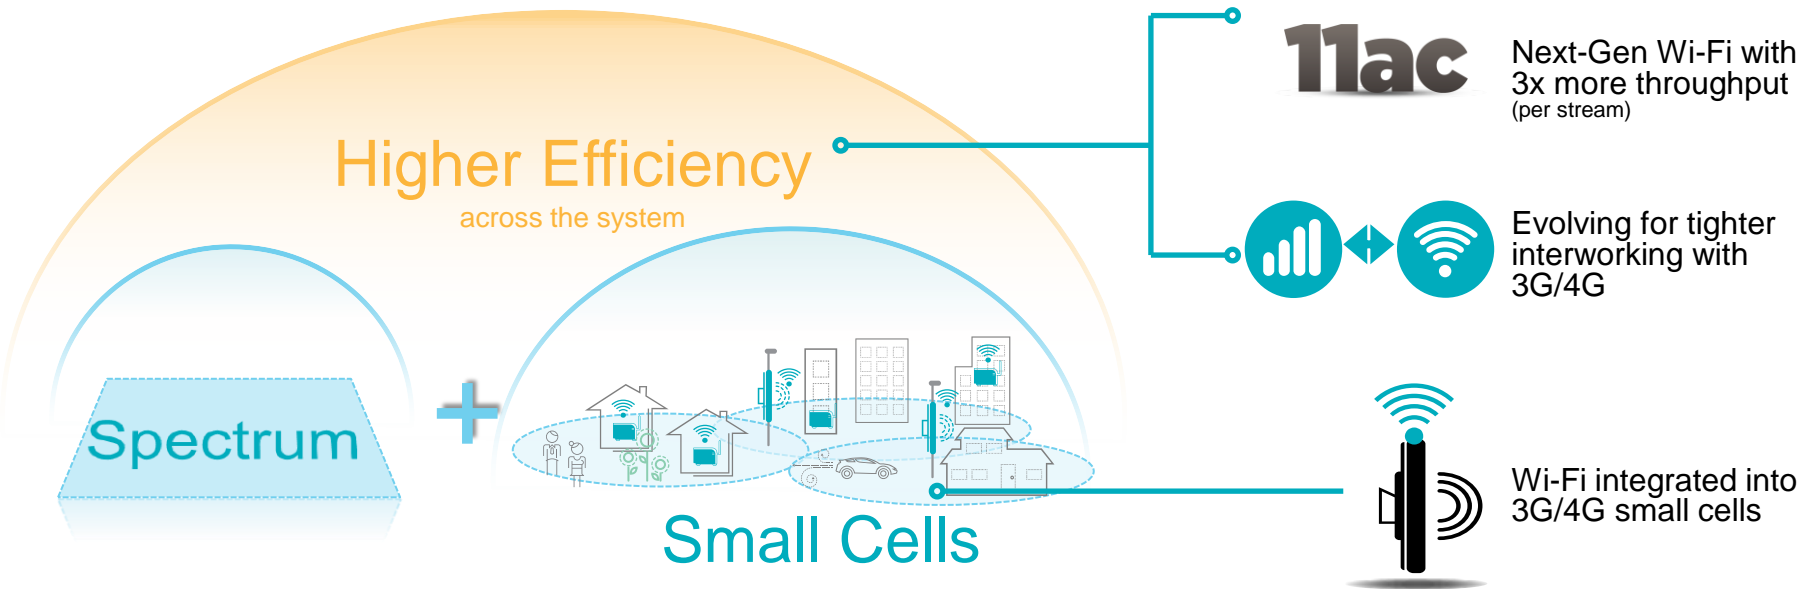 11ac
Next-Gen Wi-Fi with
3x more throughput
(per stream)
Higher Efficiency
across the system
Evolving for tighter
interworking with
3G/4G
Spectrum
+
Wi-Fi integrated into
3G/4G small cells
Small Cells